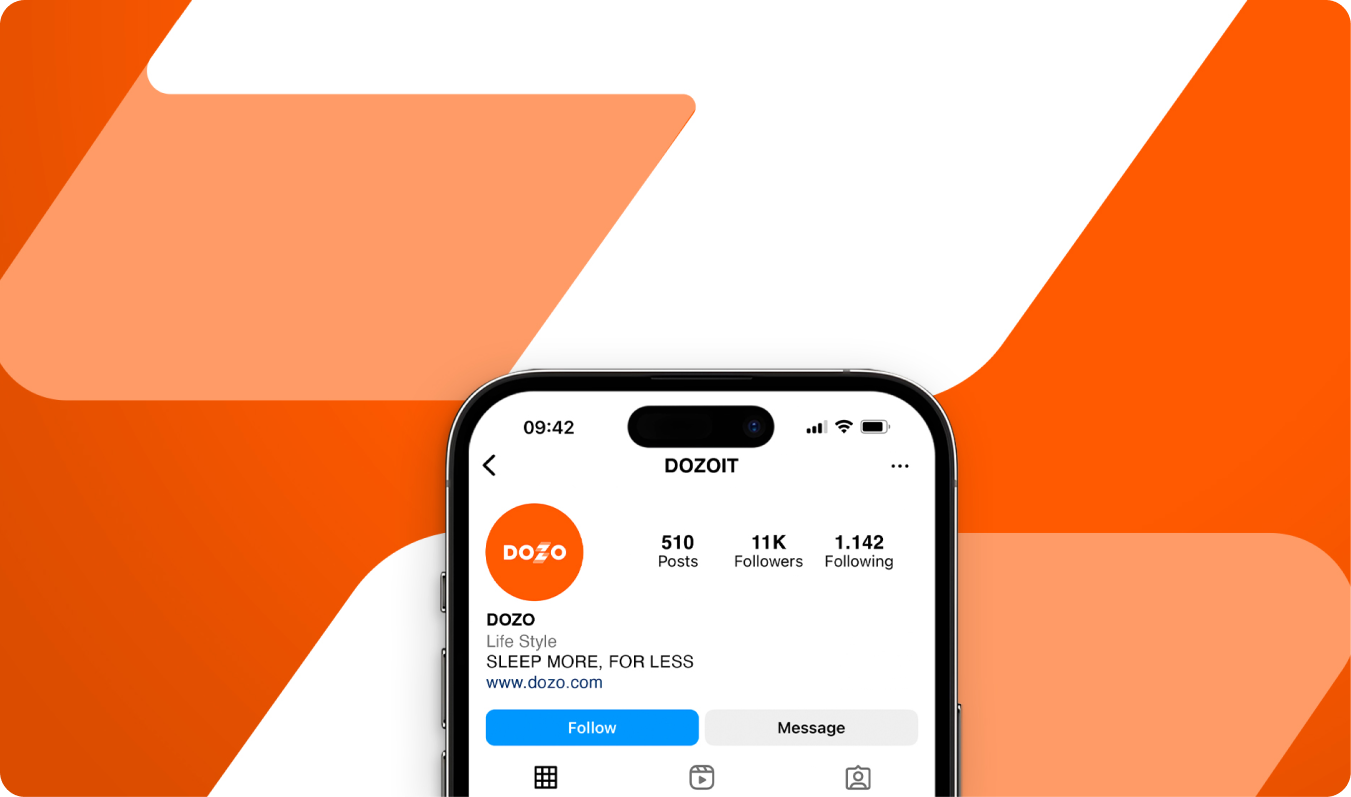 09:42
DOZOIT
DOZO
510 11K 1.142
Posts Followers Following
DOZO
Life Style
SLEEP MORE, FOR LESS
www.dozo.com
Follow Message